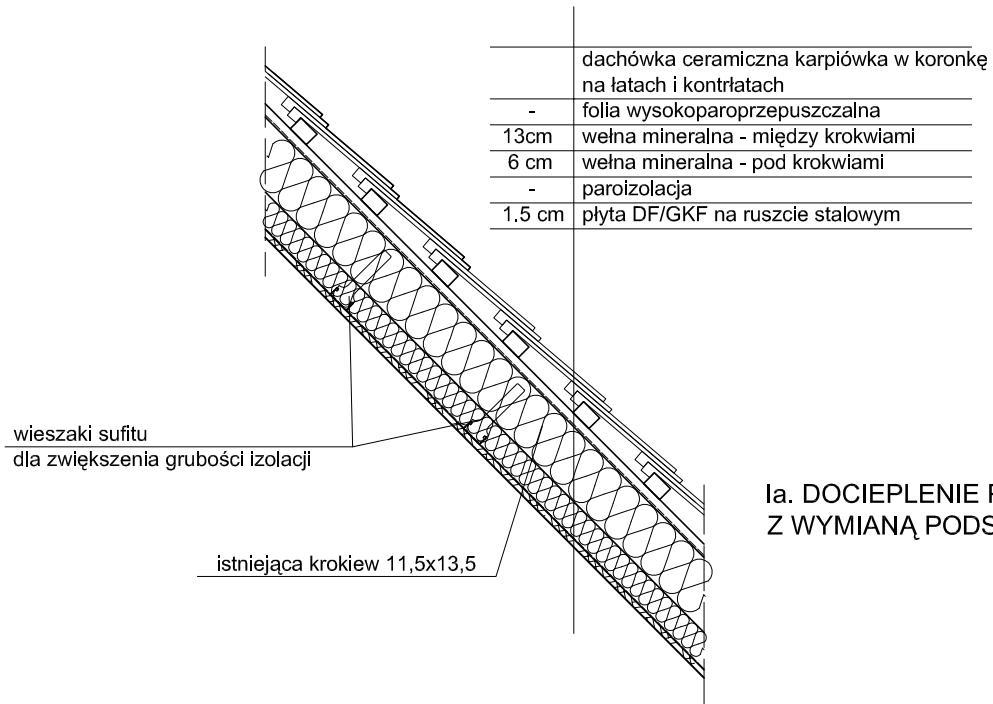 dachówka ceramiczna karpiówka w koronkę
na łatach i kontrłatach
- folia wysokoparoprzepuszczalna
13cm wełna mineralna - między krokwiami
6 cm wełna mineralna - pod krokwiami
- paroizolacja
1.5 cm płyta DF/GKF na ruszcie stalowym
wieszaki sufitu
dla zwiększenia grubości izolacji
istniejąca krokiew 11,5x13,5
Ia. DOCIEPLENIE
Z WYMIANĄ